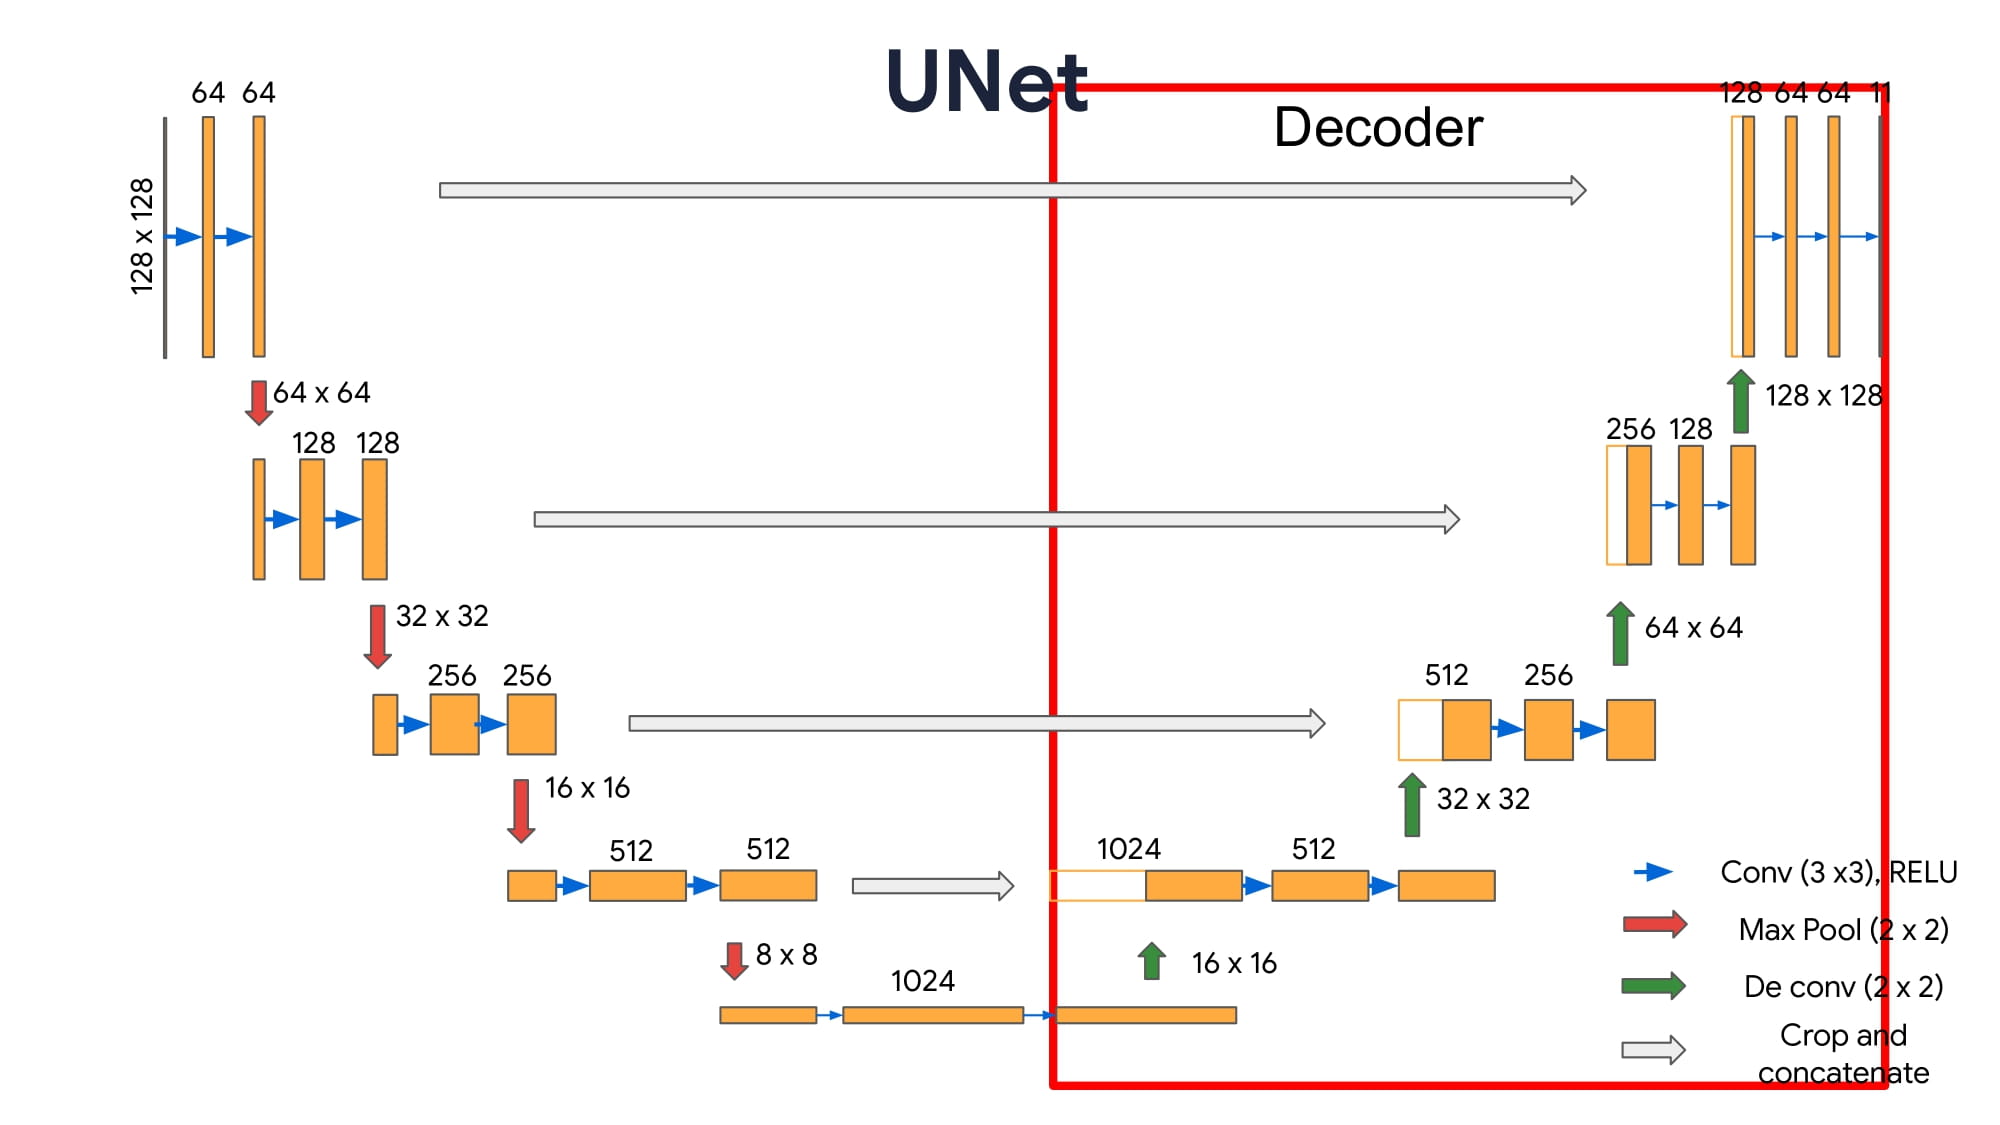 UNet
Decoder
64 64
128 64 64 11
128 x 128
64 x 64
128 x 128
128 128
256 128
32 x 32
64 x 64
256 256
512 256
16 x 16
32 x 32
512 512
1024 512
Conv (3 x3), RELU
Max Pool (2 x 2)
8 x 8
16 x 16
1024
De conv (2 x 2)
Crop and
concatenate